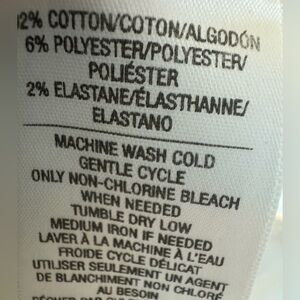 2% COTTON/COTON/ALGODÓN
6% POLYESTER/POLYESTER/
POLIÉSTER
2% ELASTANE/ÉLASTHANNE/
ELASTANO
MACHINE WASH COLD
GENTLE CYCLE
ONLY NON-CHLORINE BLEACH
WHEN NEEDED
TUMBLE DRY LOW
MEDIUM IRON IF NEEDED
LAVER À LA MACHINE À L'EAU
FROIDE CYCLE DÉLICAT
UTILISER SEULEMENT UN AGENT
DE BLANCHIMENT NON CHLORÉ
AU BESOIN